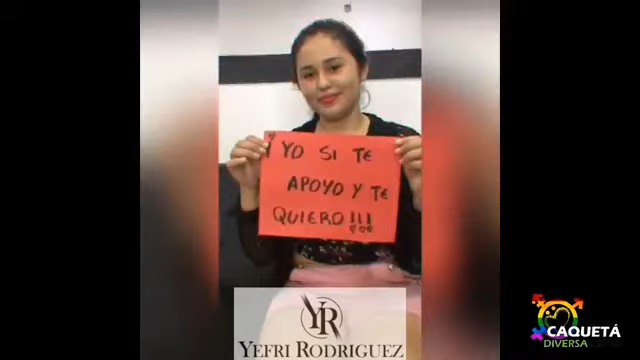 Y YO SI TE
APOYO Y TE
QUIERO!!!
YR
YEFRI RODRIGUEZ
CAQUETÁ
DIVERSA